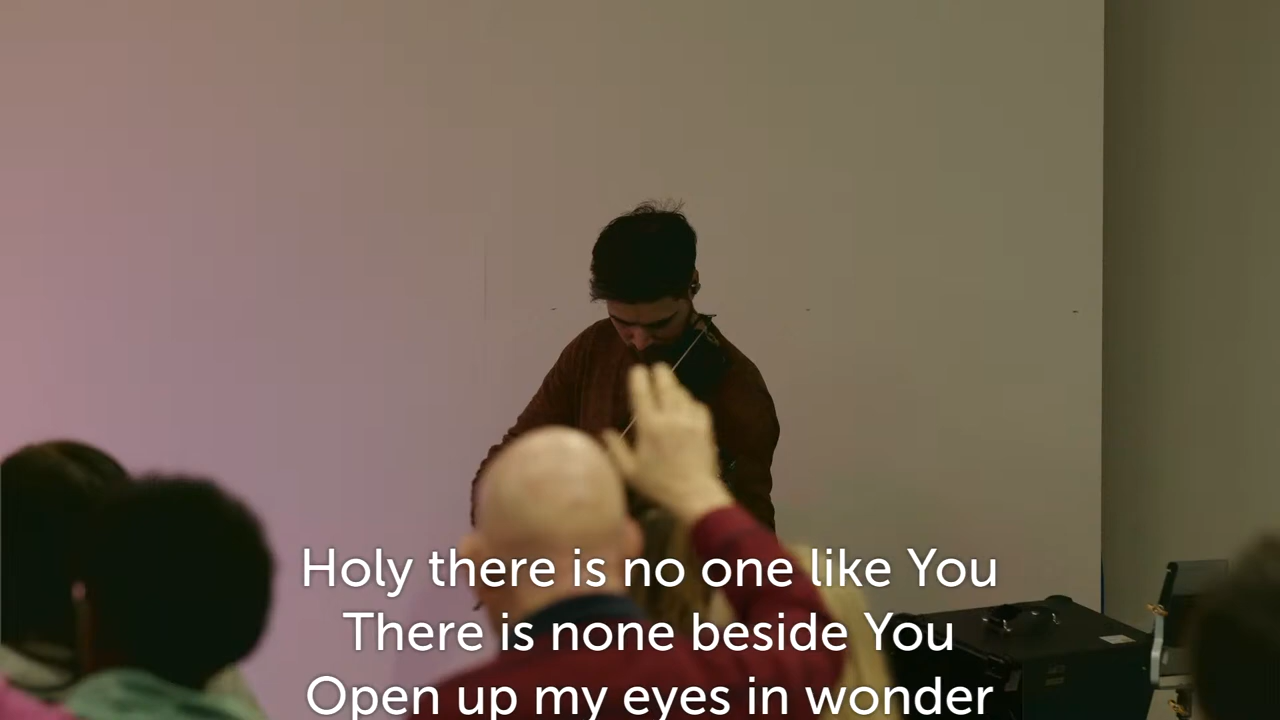 Holy there is no one like You
There is none beside You
Open up my eyes in wonder